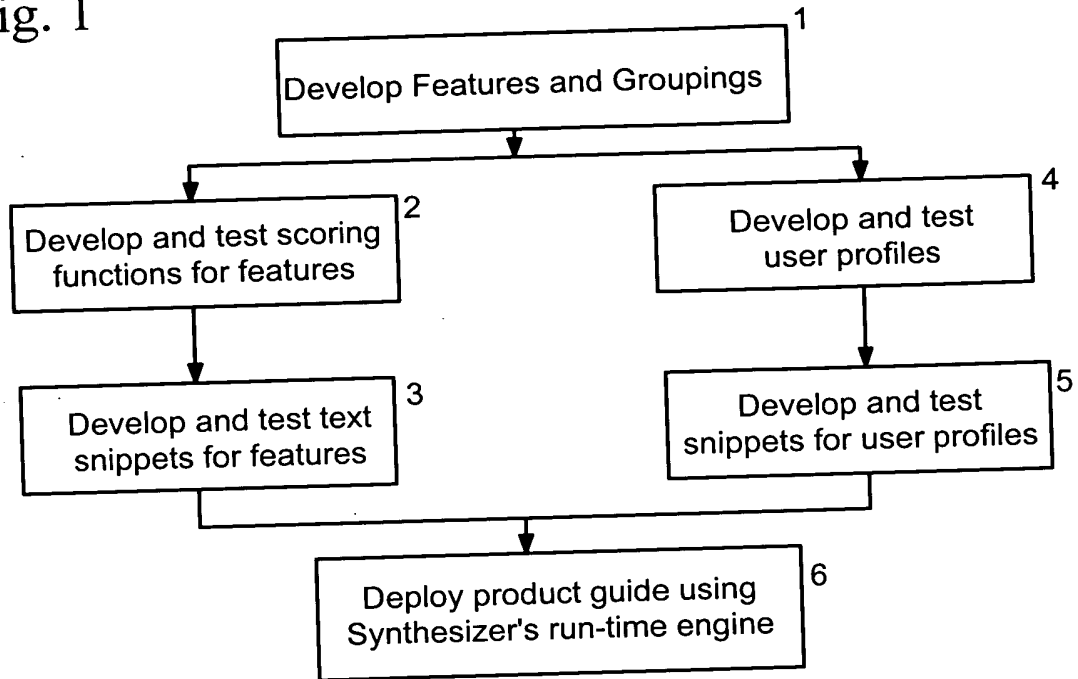 ig. 1
1
Develop Features and Groupings
2
Develop and test scoring
functions for features
4
Develop and test
user profiles
3
Develop and test text
snippets for features
5
Develop and test
snippets for user profiles
6
Deploy product guide using
Synthesizer's run-time engine